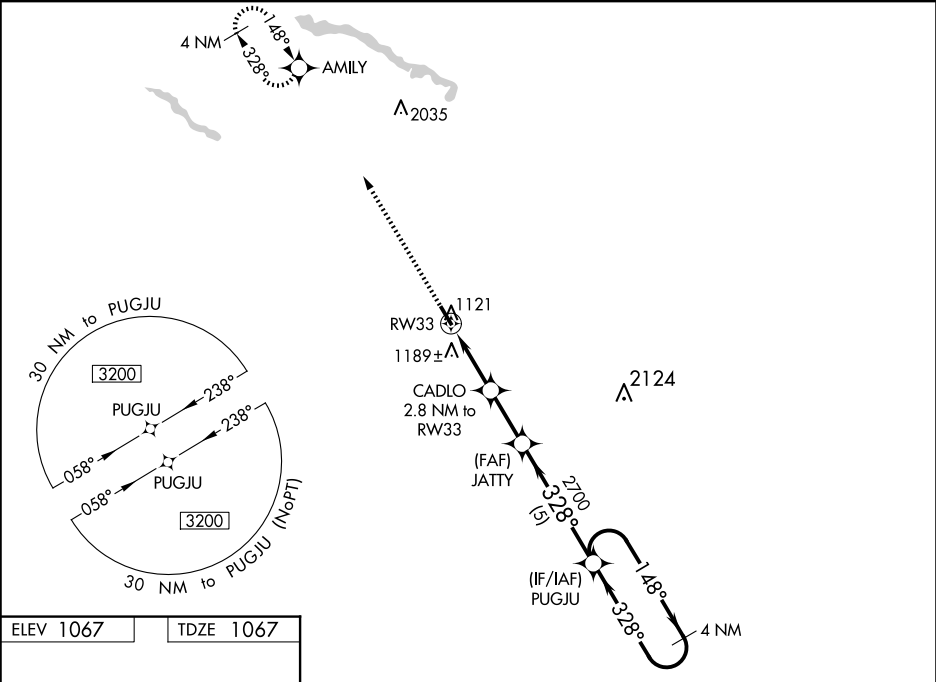 4 NM
148°
328°
AMILY
2035
1121
RW33
1189±
CADLO
2.8 NM to
RW33
2124
(FAF)
JATTY
2700
328°
(5)
(IF/IAF)
PUGJU
148°
328°
4 NM
30 NM to PUGJU
3200
238°
PUGJU
058°
238°
PUGJU
058°
3200
30 NM to PUGJU (NoPT)
ELEV 1067
TDZE 1067